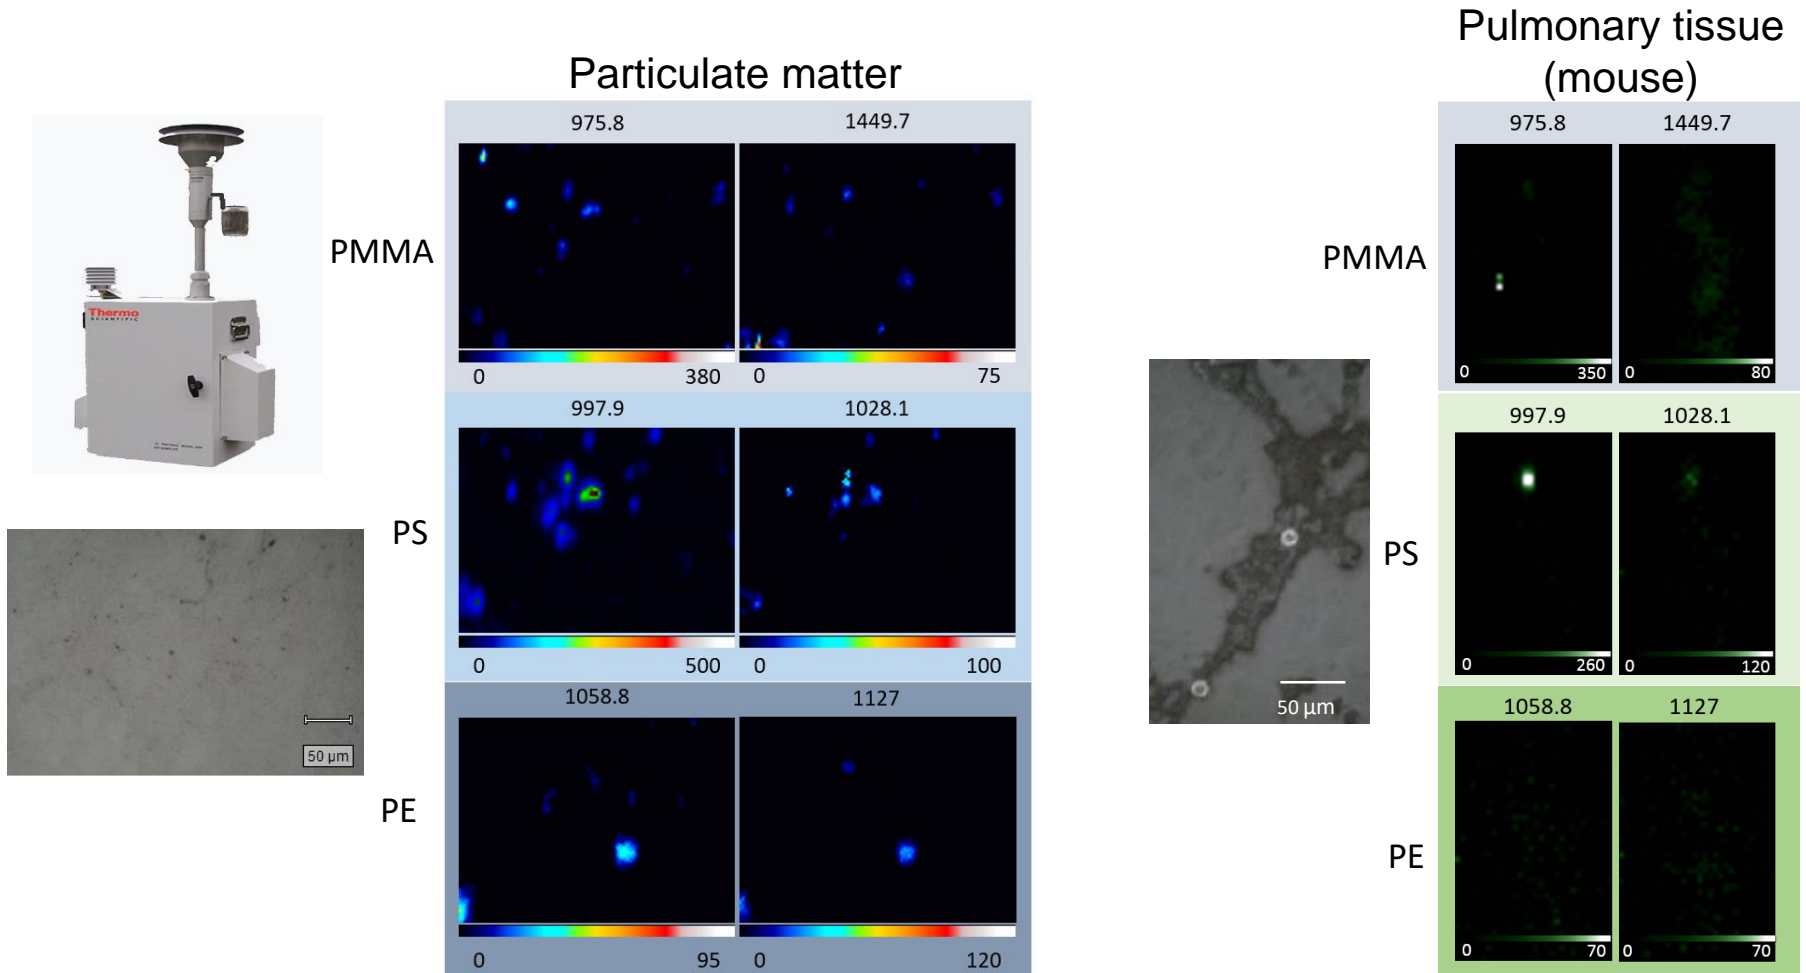 Particulate matter
Pulmonary tissue
(mouse)
Thermo
SCIENTIFIC
50 µm
PMMA
975.8 1449.7
0 380 0 75
PS
997.9 1028.1
0 500 0 100
PE
1058.8 1127
0 95 0 120
50 µm
PMMA
975.8 1449.7
0 350 0 80
PS
997.9 1028.1
0 260 0 120
PE
1058.8 1127
0 70 0 70